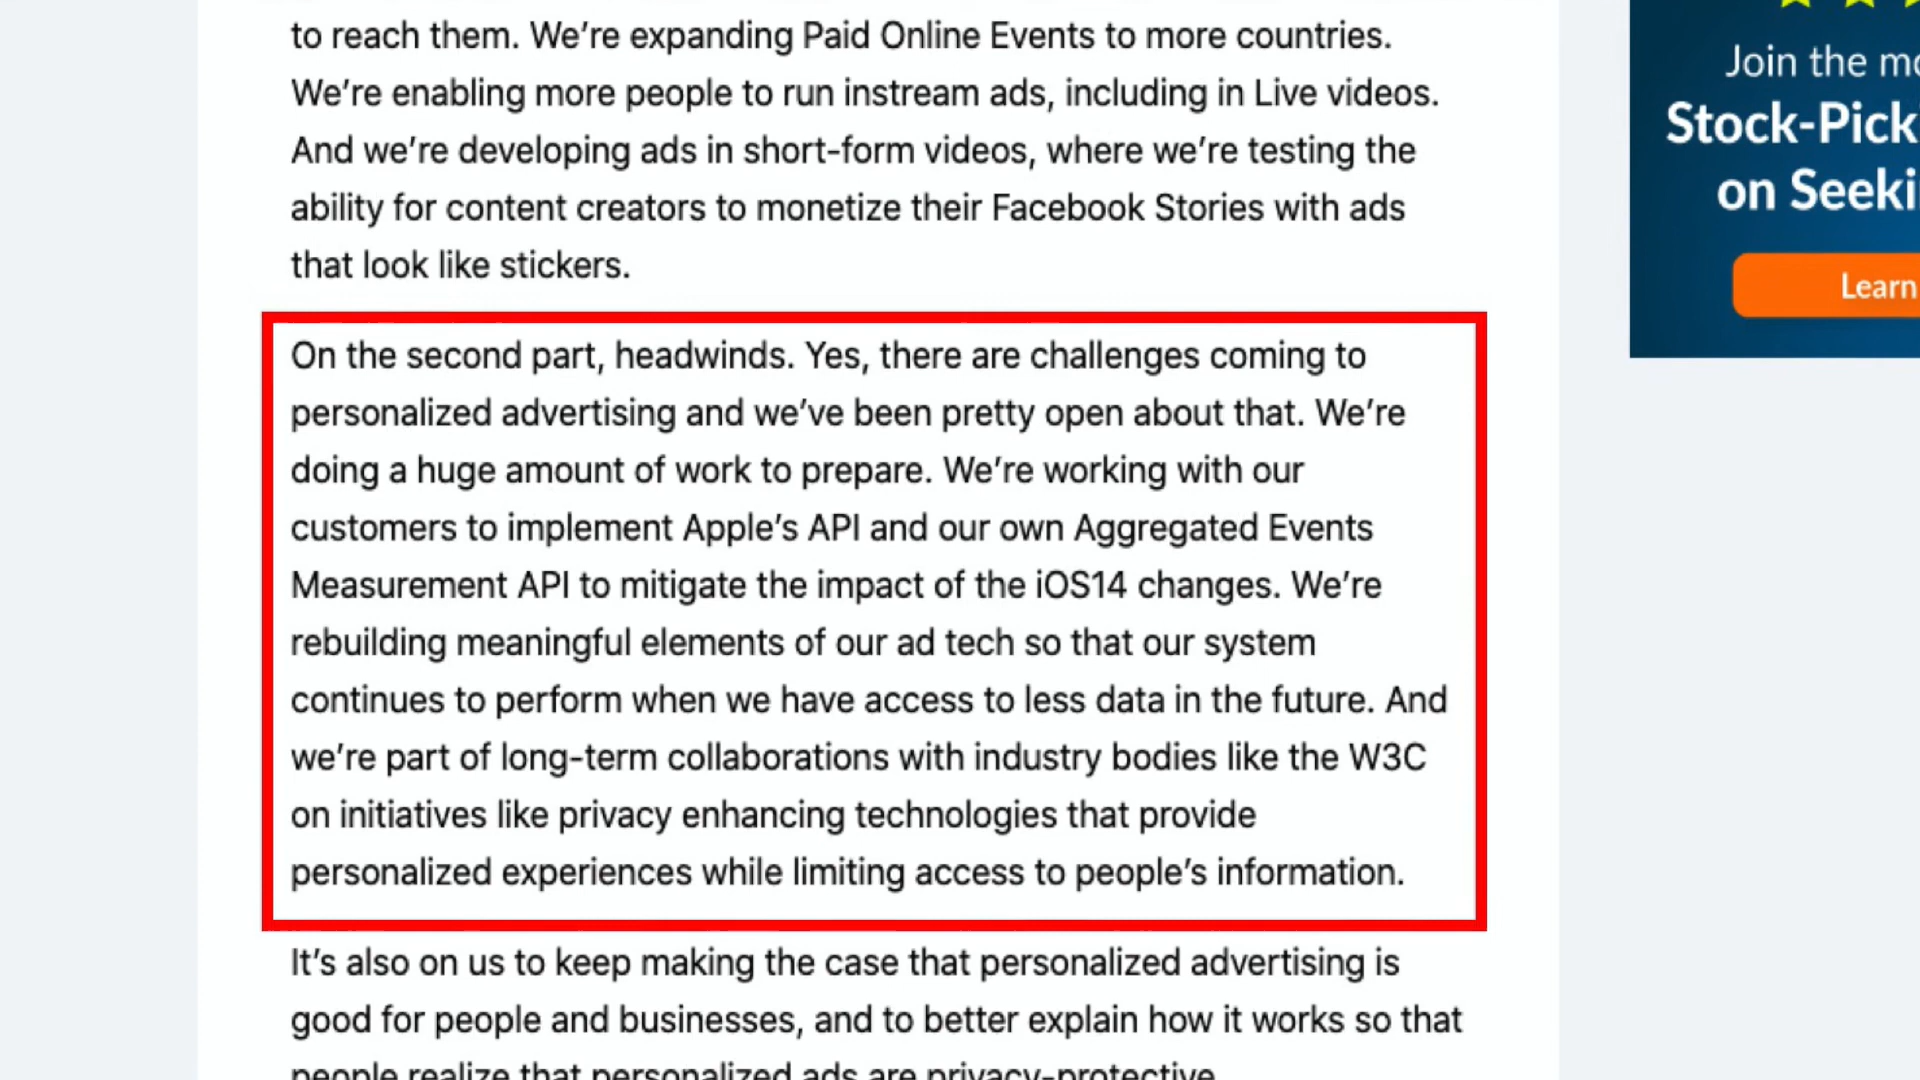 to reach them. We’re expanding Paid Online Events to more countries.
We’re enabling more people to run instream ads, including in Live videos.
And we’re developing ads in short-form videos, where we’re testing the
ability for content creators to monetize their Facebook Stories with ads
that look like stickers.
On the second part, headwinds. Yes, there are challenges coming to
personalized advertising and we’ve been pretty open about that. We’re
doing a huge amount of work to prepare. We’re working with our
customers to implement Apple’s API and our own Aggregated Events
Measurement API to mitigate the impact of the iOS14 changes. We’re
rebuilding meaningful elements of our ad tech so that our system
continues to perform when we have access to less data in the future. And
we’re part of long-term collaborations with industry bodies like the W3C
on initiatives like privacy enhancing technologies that provide
personalized experiences while limiting access to people’s information.
It’s also on us to keep making the case that personalized advertising is
good for people and businesses, and to better explain how it works so that
people realize that personalized ads are privacy-protective
Join the mo
Stock-Pick
on Seeki
Learn